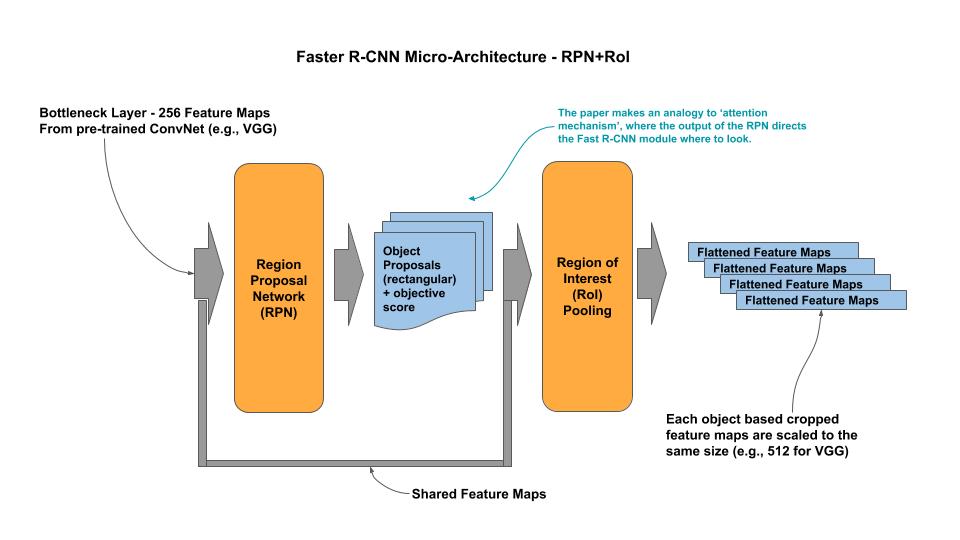 Faster R-CNN Micro-Architecture - RPN+RoI
Bottleneck Layer - 256 Feature Maps
From pre-trained ConvNet (e.g., VGG)
The paper makes an analogy to ‘attention
mechanism’, where the output of the RPN directs
the Fast R-CNN module where to look.
Region
Proposal
Network
(RPN)
Object
Proposals
(rectangular)
+ objective
score
Region of
Interest
(RoI)
Pooling
Flattened Feature Maps
Flattened Feature Maps
Flattened Feature Maps
Flattened Feature Maps
Each object based cropped
feature maps are scaled to the
same size (e.g., 512 for VGG)
Shared Feature Maps